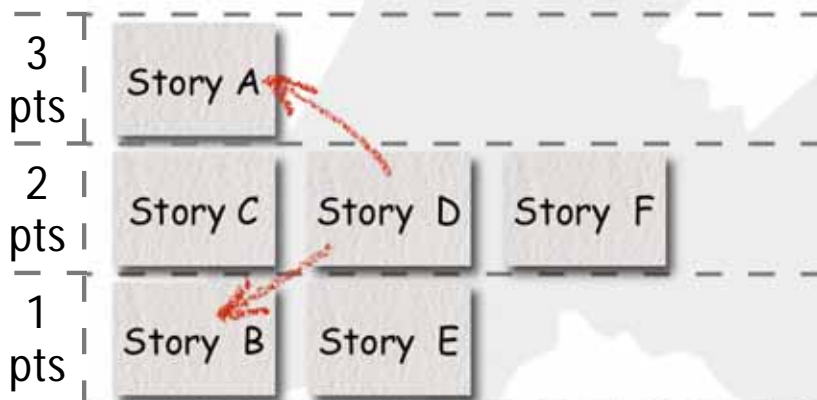 3
pts
Story A
2
pts
Story C
Story D
Story F
1
pts
Story B
Story E